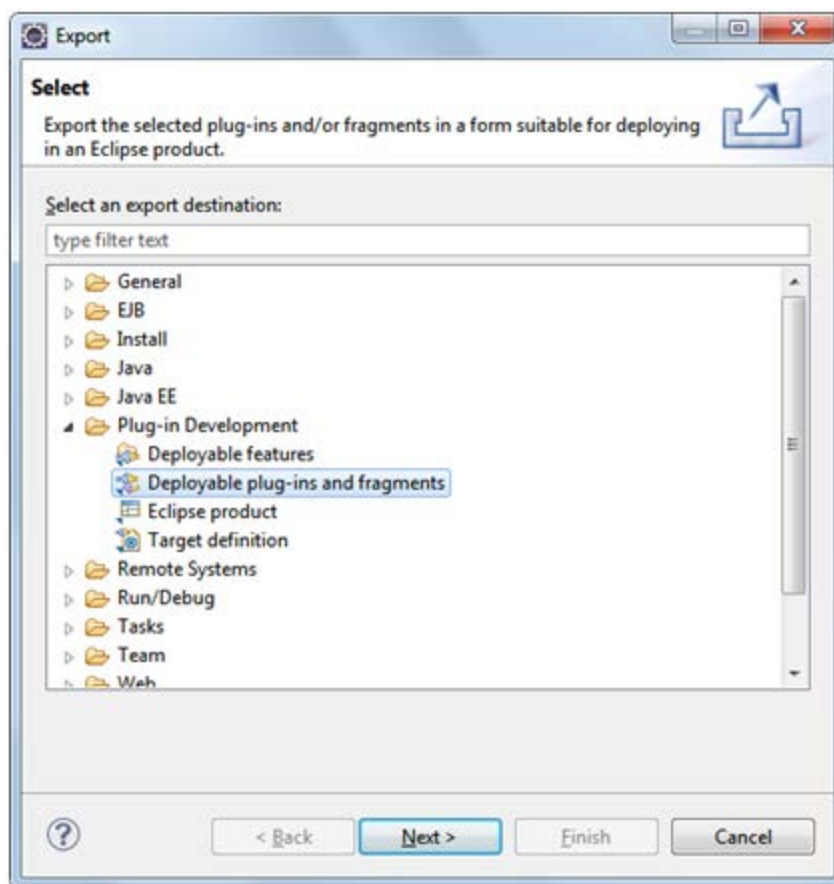 Export
Select
Export the selected plug-ins and/or fragments in a form suitable for deploying
in an Eclipse product.
Select an export destination:
type filter text
General
EJB
Install
Java
Java EE
Plug-in Development
Deployable features
Deployable plug-ins and fragments
Eclipse product
Target definition
Remote Systems
Run/Debug
Tasks
Team
Web
? < Back Next > Finish Cancel